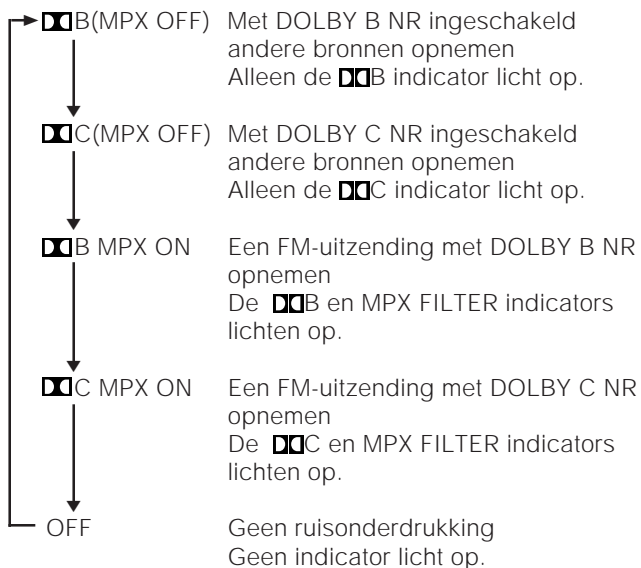 B(MPX OFF) Met DOLBY B NR ingeschakeld
andere bronnen opnemen
Alleen de B indicator licht op.
C(MPX OFF) Met DOLBY C NR ingeschakeld
andere bronnen opnemen
Alleen de C indicator licht op.
B MPX ON Een FM-uitzending met DOLBY B NR
opnemen
De B en MPX FILTER indicators
lichten op.
C MPX ON Een FM-uitzending met DOLBY C NR
opnemen
De C en MPX FILTER indicators
lichten op.
OFF Geen ruisonderdrukking
Geen indicator licht op.